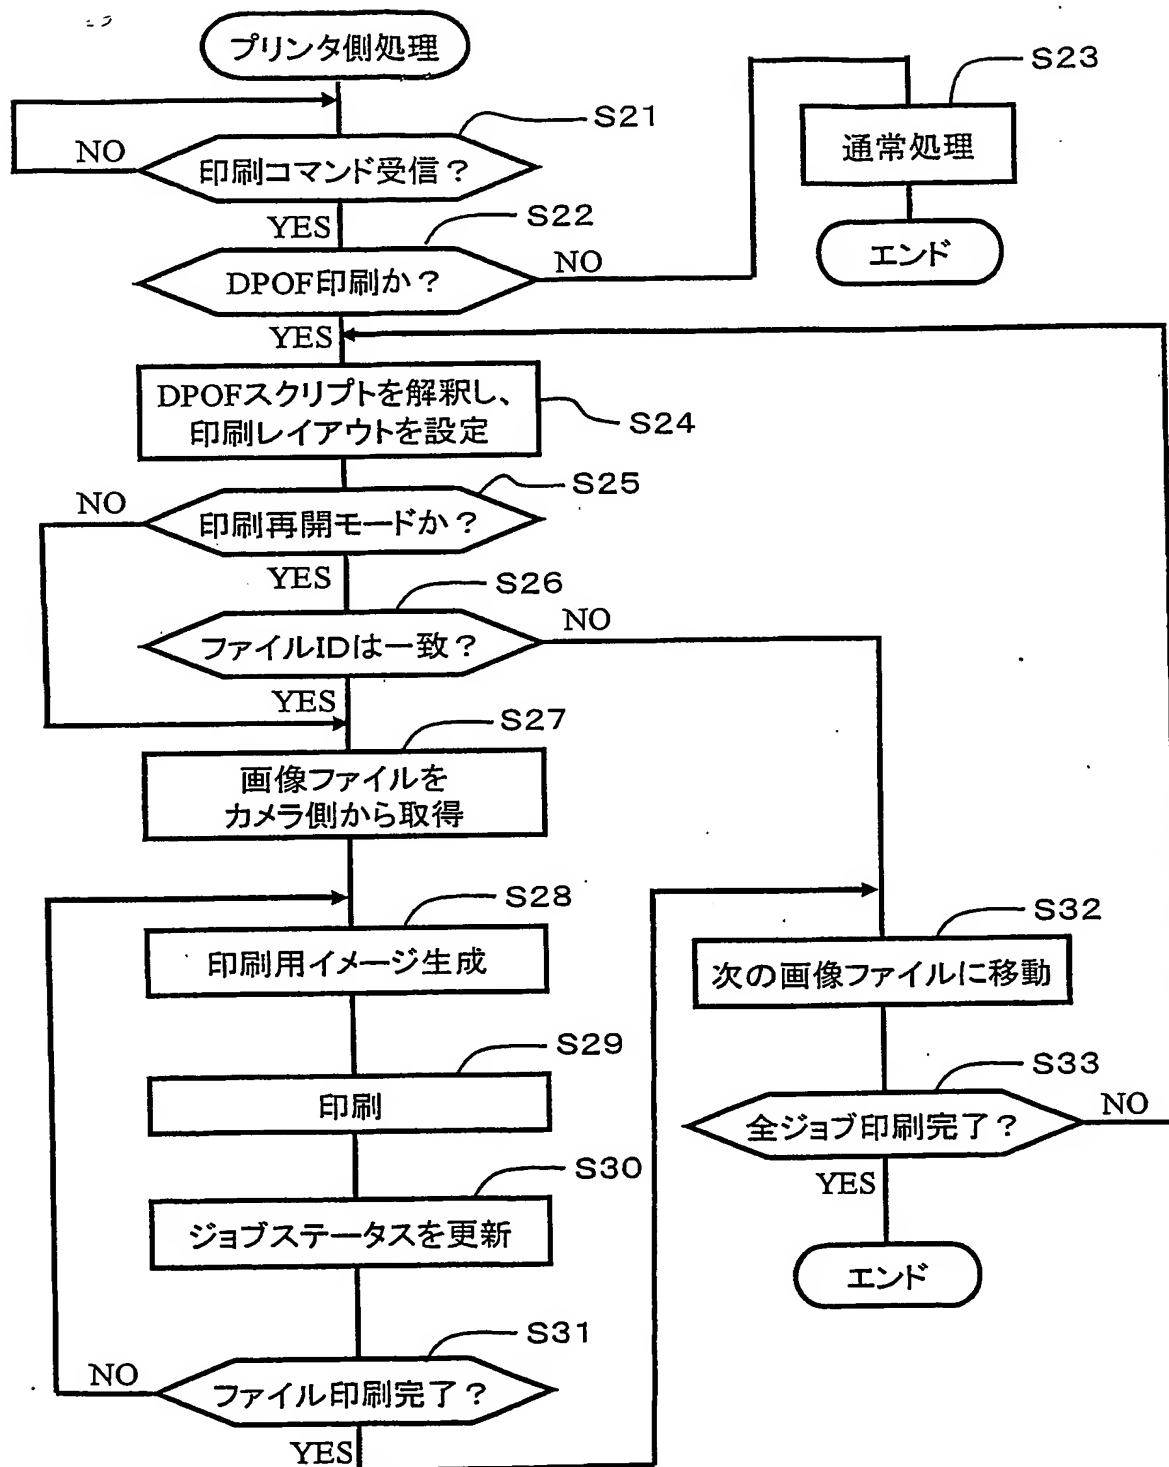 プリンタ側処理
S21
NO
印刷コマンド受信？
YES
S22
DPOF印刷か？
NO
S23
通常処理
エンド
YES
DPOFスクリプトを解釈し、
印刷レイアウトを設定
S24
S25
NO
印刷再開モードか？
YES
S26
ファイルIDは一致？
NO
YES
S27
画像ファイルを
カメラ側から取得
S28
印刷用イメージ生成
S29
印刷
S30
ジョブステータスを更新
S31
NO
ファイル印刷完了？
YES
S32
次の画像ファイルに移動
S33
全ジョブ印刷完了？
NO
YES
エンド